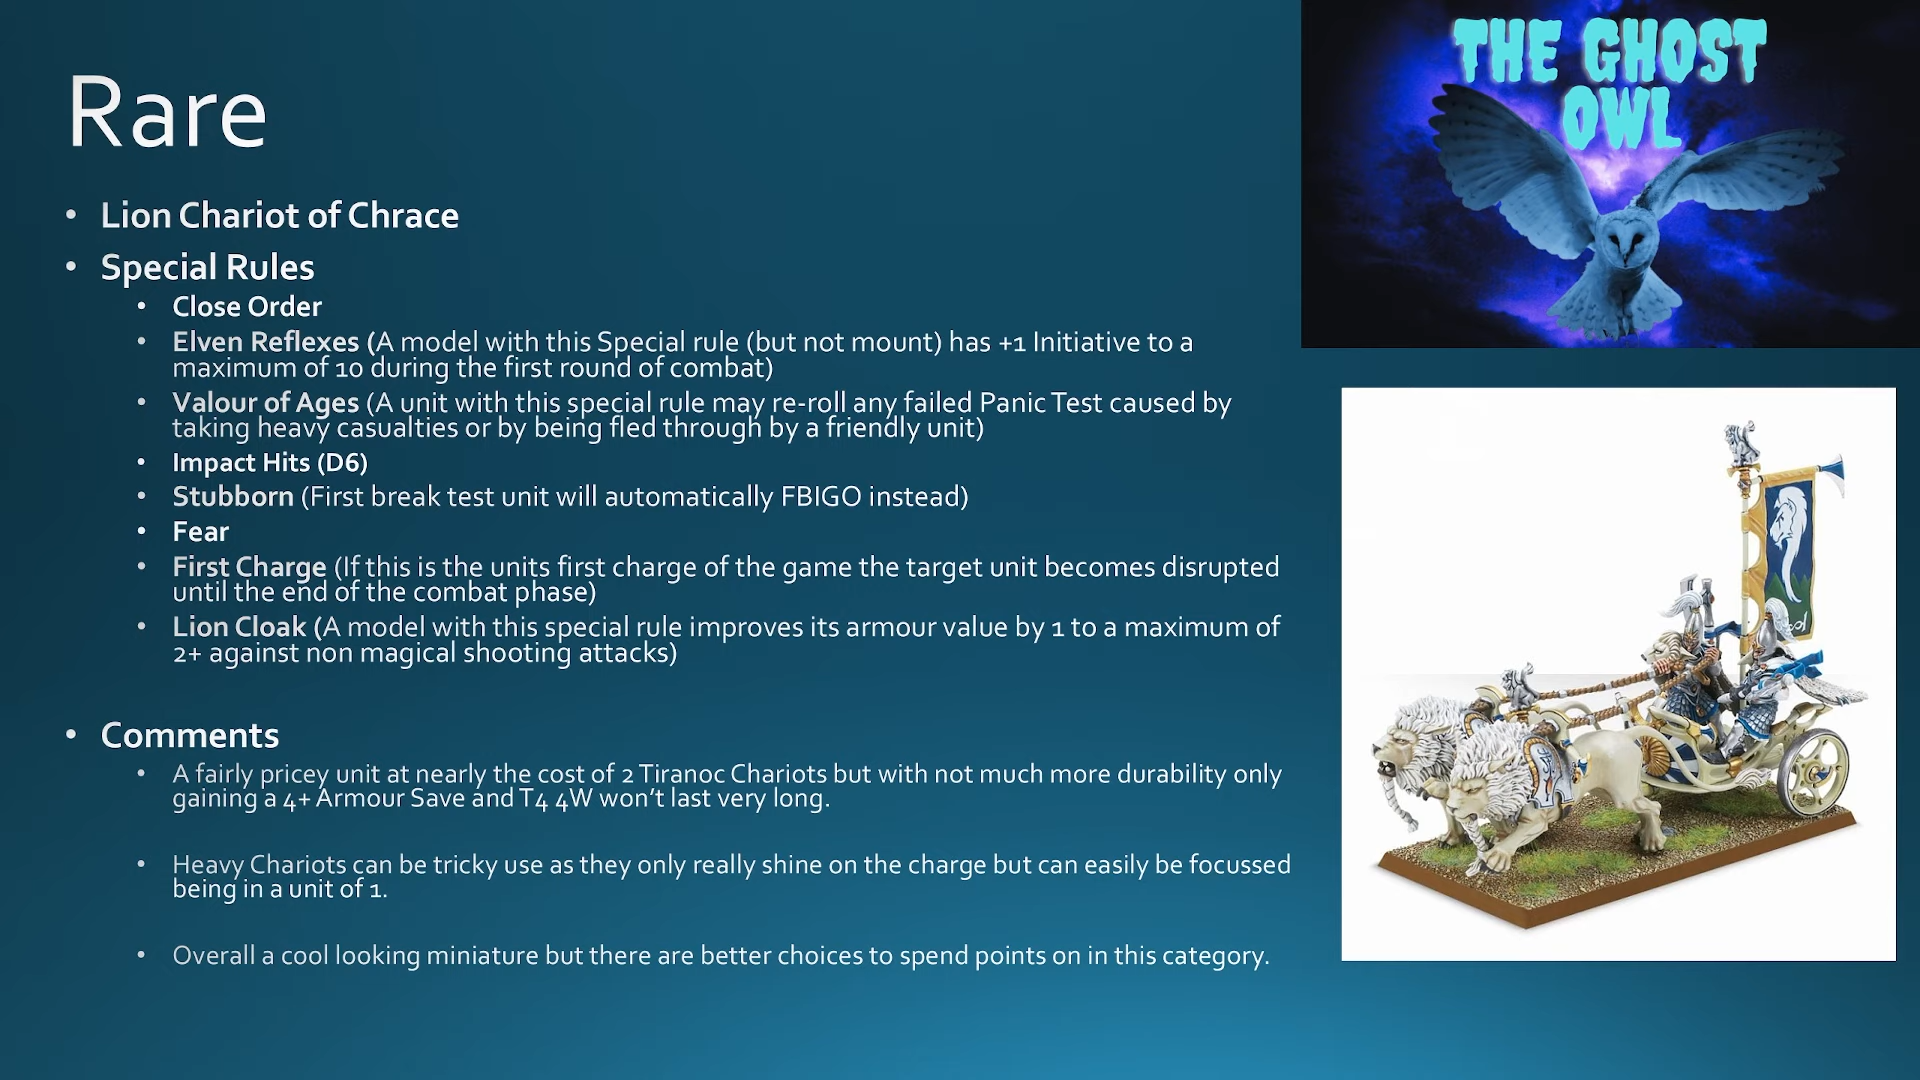 THE GHOST
OWL
Rare
• Lion Chariot of Chrace
• Special Rules
• Close Order
• Elven Reflexes (A model with this Special rule (but not mount) has +1 Initiative to a
maximum of 10 during the first round of combat)
• Valour of Ages (A unit with this special rule may re-roll any failed Panic Test caused by
taking heavy casualties or by being fled through by a friendly unit)
• Impact Hits (D6)
• Stubborn (First break test unit will automatically FBIGO instead)
• Fear
• First Charge (If this is the units first charge of the game the target unit becomes disrupted
until the end of the combat phase)
• Lion Cloak (A model with this special rule improves its armour value by 1 to a maximum of
2+ against non magical shooting attacks)
• Comments
• A fairly pricey unit at nearly the cost of 2 Tiranoc Chariots but with not much more durability only
gaining a 4+ Armour Save and T4 4W won't last very long.
• Heavy Chariots can be tricky use as they only really shine on the charge but can easily be focussed
being in a unit of 1.
• Overall a cool looking miniature but there are better choices to spend points on in this category.